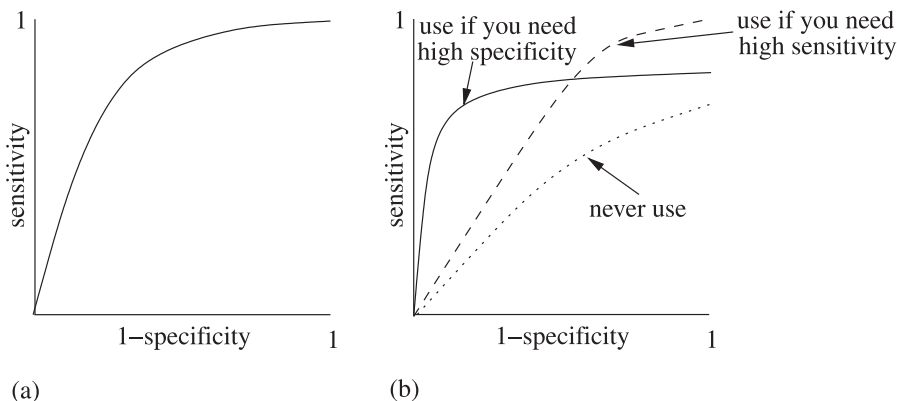 1
sensitivity
1–specificity
1
(a)
1
use if you need
high specificity
use if you need
high sensitivity
never use
sensitivity
1–specificity
1
(b)